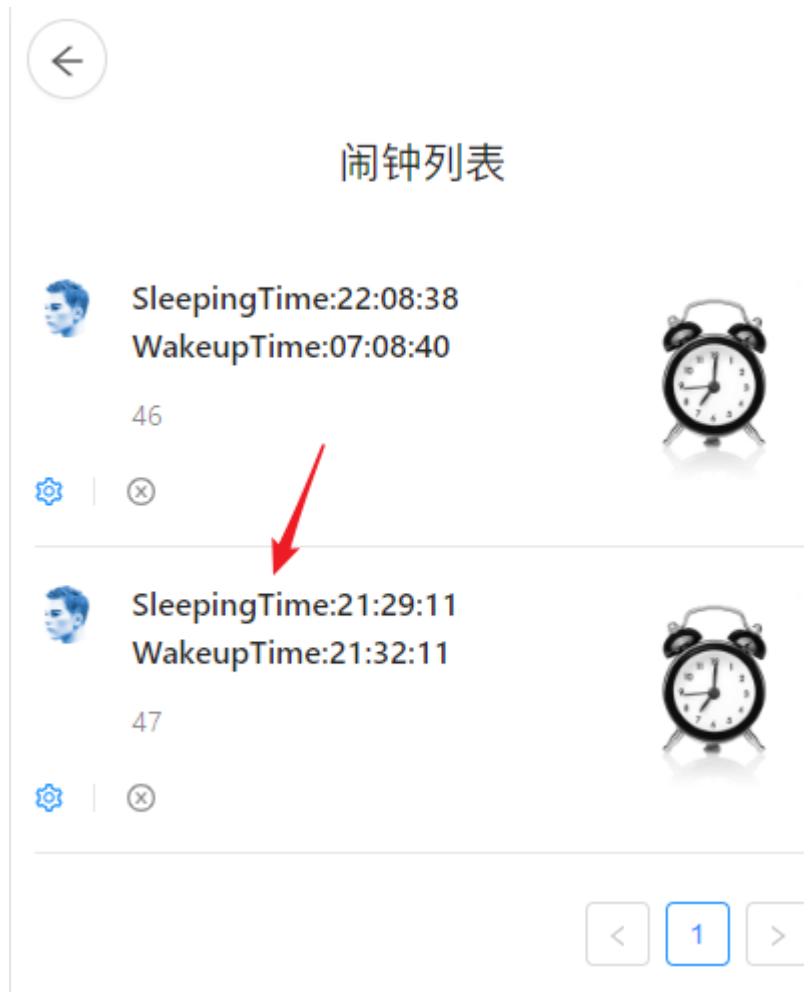 闹钟列表
SleepingTime:22:08:38
WakeupTime:07:08:40
46
SleepingTime:21:29:11
WakeupTime:21:32:11
47
< 1 >